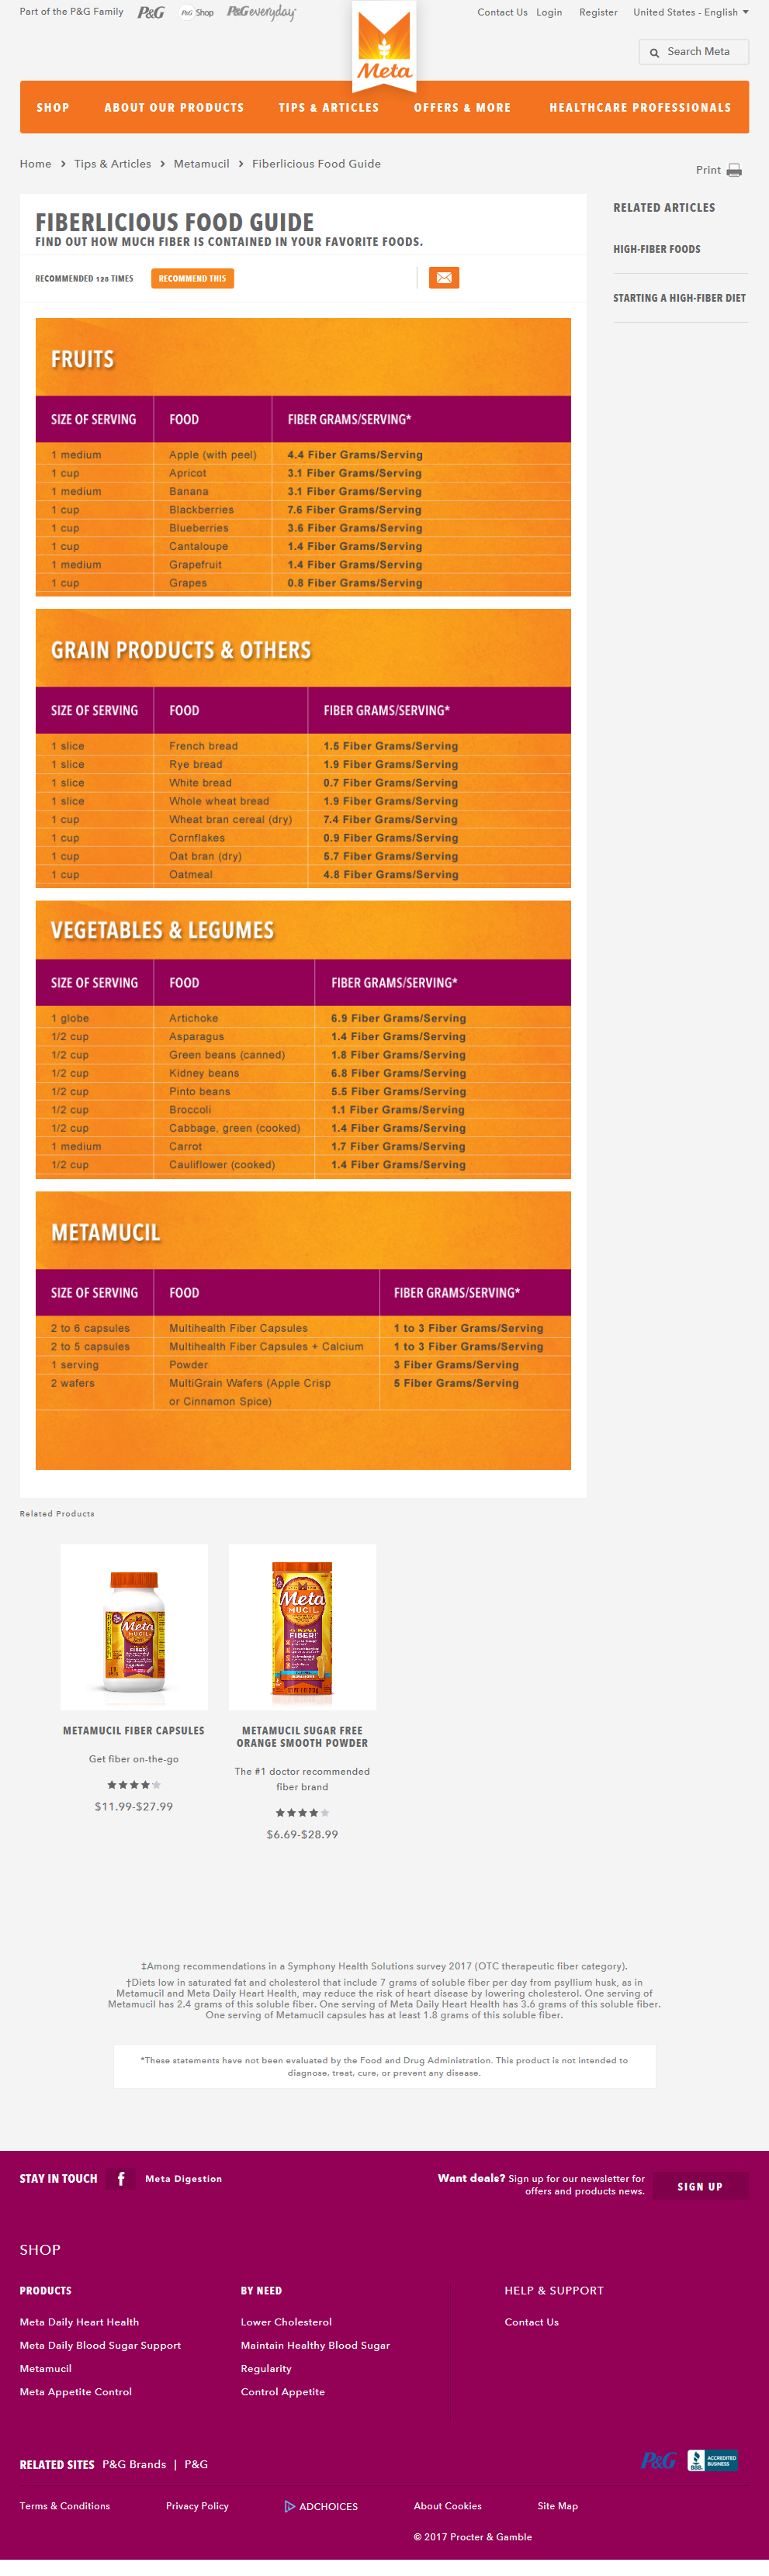 Part of the P&G Family P&G P&G Shop P&G everyday
Contact Us Login Register United States - English
Meta
Search Meta
SHOP ABOUT OUR PRODUCTS TIPS & ARTICLES OFFERS & MORE HEALTHCARE PROFESSIONALS
Home > Tips & Articles > Metamucil > Fiberlicious Food Guide
Print
FIBERLICIOUS FOOD GUIDE
FIND OUT HOW MUCH FIBER IS CONTAINED IN YOUR FAVORITE FOODS.
RECOMMENDED 128 TIMES RECOMMEND THIS
RELATED ARTICLES
HIGH-FIBER FOODS
STARTING A HIGH-FIBER DIET
FRUITS
SIZE OF SERVING FOOD FIBER GRAMS/SERVING*
1 medium Apple (with peel) 4.4 Fiber Grams/Serving
1 cup Apricot 3.1 Fiber Grams/Serving
1 medium Banana 3.1 Fiber Grams/Serving
1 cup Blackberries 7.6 Fiber Grams/Serving
1 cup Blueberries 3.6 Fiber Grams/Serving
1 cup Cantaloupe 1.4 Fiber Grams/Serving
1 medium Grapefruit 1.4 Fiber Grams/Serving
1 cup Grapes 0.8 Fiber Grams/Serving
GRAIN PRODUCTS & OTHERS
SIZE OF SERVING FOOD FIBER GRAMS/SERVING*
1 slice French bread 1.5 Fiber Grams/Serving
1 slice Rye bread 1.9 Fiber Grams/Serving
1 slice White bread 0.7 Fiber Grams/Serving
1 slice Whole wheat bread 1.9 Fiber Grams/Serving
1 cup Wheat bran cereal (dry) 7.4 Fiber Grams/Serving
1 cup Cornflakes 0.9 Fiber Grams/Serving
1 cup Oat bran (dry) 5.7 Fiber Grams/Serving
1 cup Oatmeal 4.8 Fiber Grams/Serving
VEGETABLES & LEGUMES
SIZE OF SERVING FOOD FIBER GRAMS/SERVING*
1 globe Artichoke 6.9 Fiber Grams/Serving
1/2 cup Asparagus 1.4 Fiber Grams/Serving
1/2 cup Green beans (canned) 1.8 Fiber Grams/Serving
1/2 cup Kidney beans 6.8 Fiber Grams/Serving
1/2 cup Pinto beans 5.5 Fiber Grams/Serving
1/2 cup Broccoli 1.1 Fiber Grams/Serving
1/2 cup Cabbage, green (cooked) 1.4 Fiber Grams/Serving
1 medium Carrot 1.7 Fiber Grams/Serving
1/2 cup Cauliflower (cooked) 1.4 Fiber Grams/Serving
METAMUCIL
SIZE OF SERVING FOOD FIBER GRAMS/SERVING*
2 to 6 capsules Multihealth Fiber Capsules 1 to 3 Fiber Grams/Serving
2 to 5 capsules Multihealth Fiber Capsules + Calcium 1 to 3 Fiber Grams/Serving
1 serving Powder 3 Fiber Grams/Serving
2 wafers MultiGrain Wafers (Apple Crisp 5 Fiber Grams/Serving
or Cinnamon Spice)
Related Products
Meta
MUCIL
FIBER!
Meta
MUCIL
FIBER!
METAMUCIL FIBER CAPSULES
Get fiber on-the-go
$11.99-$27.99
METAMUCIL SUGAR FREE
ORANGE SMOOTH POWDER
The #1 doctor recommended
fiber brand
$6.69-$28.99
‡Among recommendations in a Symphony Health Solutions survey 2017 (OTC therapeutic fiber category).
†Diets low in saturated fat and cholesterol that include 7 grams of soluble fiber per day from psyllium husk, as in
Metamucil and Meta Daily Heart Health, may reduce the risk of heart disease by lowering cholesterol. One serving of
Metamucil has 2.4 grams of this soluble fiber. One serving of Meta Daily Heart Health has 3.6 grams of this soluble fiber.
One serving of Metamucil capsules has at least 1.8 grams of this soluble fiber.
*These statements have not been evaluated by the Food and Drug Administration. This product is not intended to
diagnose, treat, cure, or prevent any disease.
STAY IN TOUCH f Meta Digestion
Want deals? Sign up for our newsletter for
offers and products news.
SIGN UP
SHOP
PRODUCTS BY NEED HELP & SUPPORT
Meta Daily Heart Health Lower Cholesterol Contact Us
Meta Daily Blood Sugar Support Maintain Healthy Blood Sugar
Metamucil Regularity
Meta Appetite Control Control Appetite
RELATED SITES P&G Brands | P&G
P&G BBB ACCREDITED
BUSINESS
Terms & Conditions Privacy Policy ADCHOICES About Cookies Site Map
© 2017 Procter & Gamble